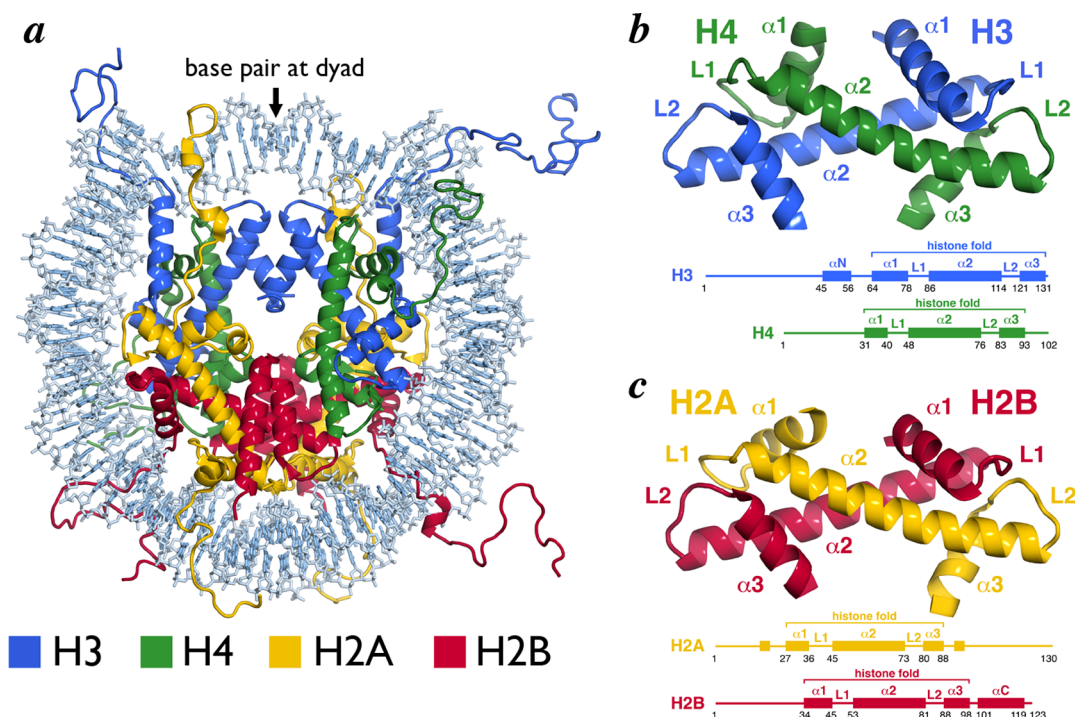 a
base pair at dyad
H3
H4
H2A
H2B
b
H4
α1
α1
H3
L1
α2
L1
L2
L2
α2
α3
α3
histone fold
αN
α1
L1
α2
L2
α3
H3
1
45
56
64
78
86
114
121
131
histone fold
α1
L1
α2
L2
α3
H4
1
31
40
48
76
83
93
102
c
H2A
α1
α1
H2B
L1
α2
L1
L2
L2
α2
α3
α3
histone fold
α1
L1
α2
L2
α3
H2A
1
27
36
45
73
80
88
130
histone fold
α1
L1
α2
L2
α3
αC
H2B
1
34
45
53
81
88
98
101
119
123